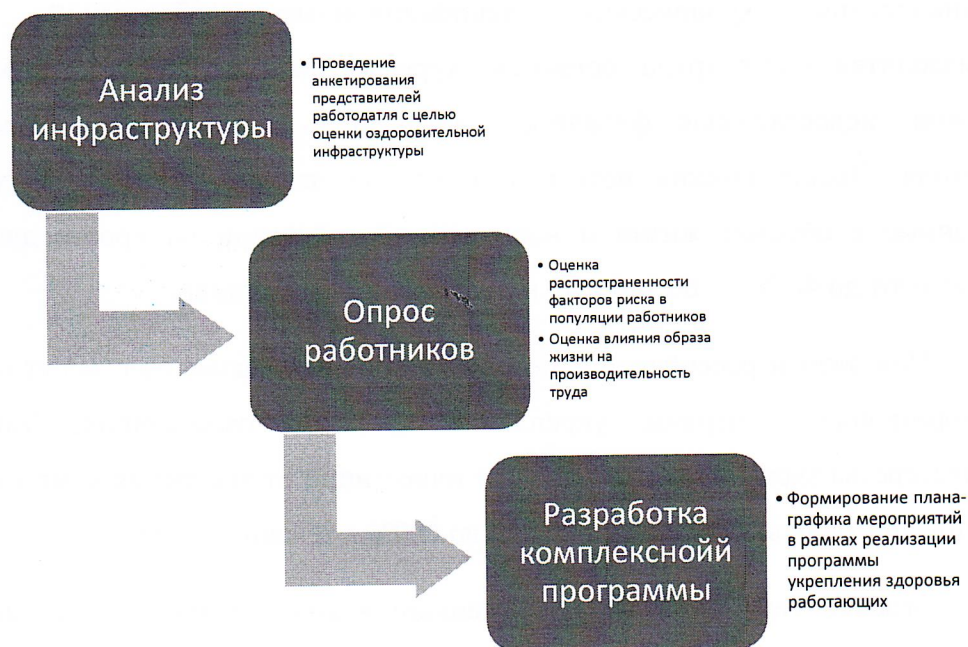 Анализ
инфраструктуры
• Проведение
анкетирования
представителей
работодатля с целью
оценки оздоровительной
инфраструктуры
Опрос
работников
• Оценка
распространенности
факторов риска в
популяции работников
• Оценка влияния образа
жизни на
производительность
труда
Разработка
комплекснойй
программы
• Формирование плана-
графика мероприятий
в рамках реализации
программы
укрепления здоровья
работающих